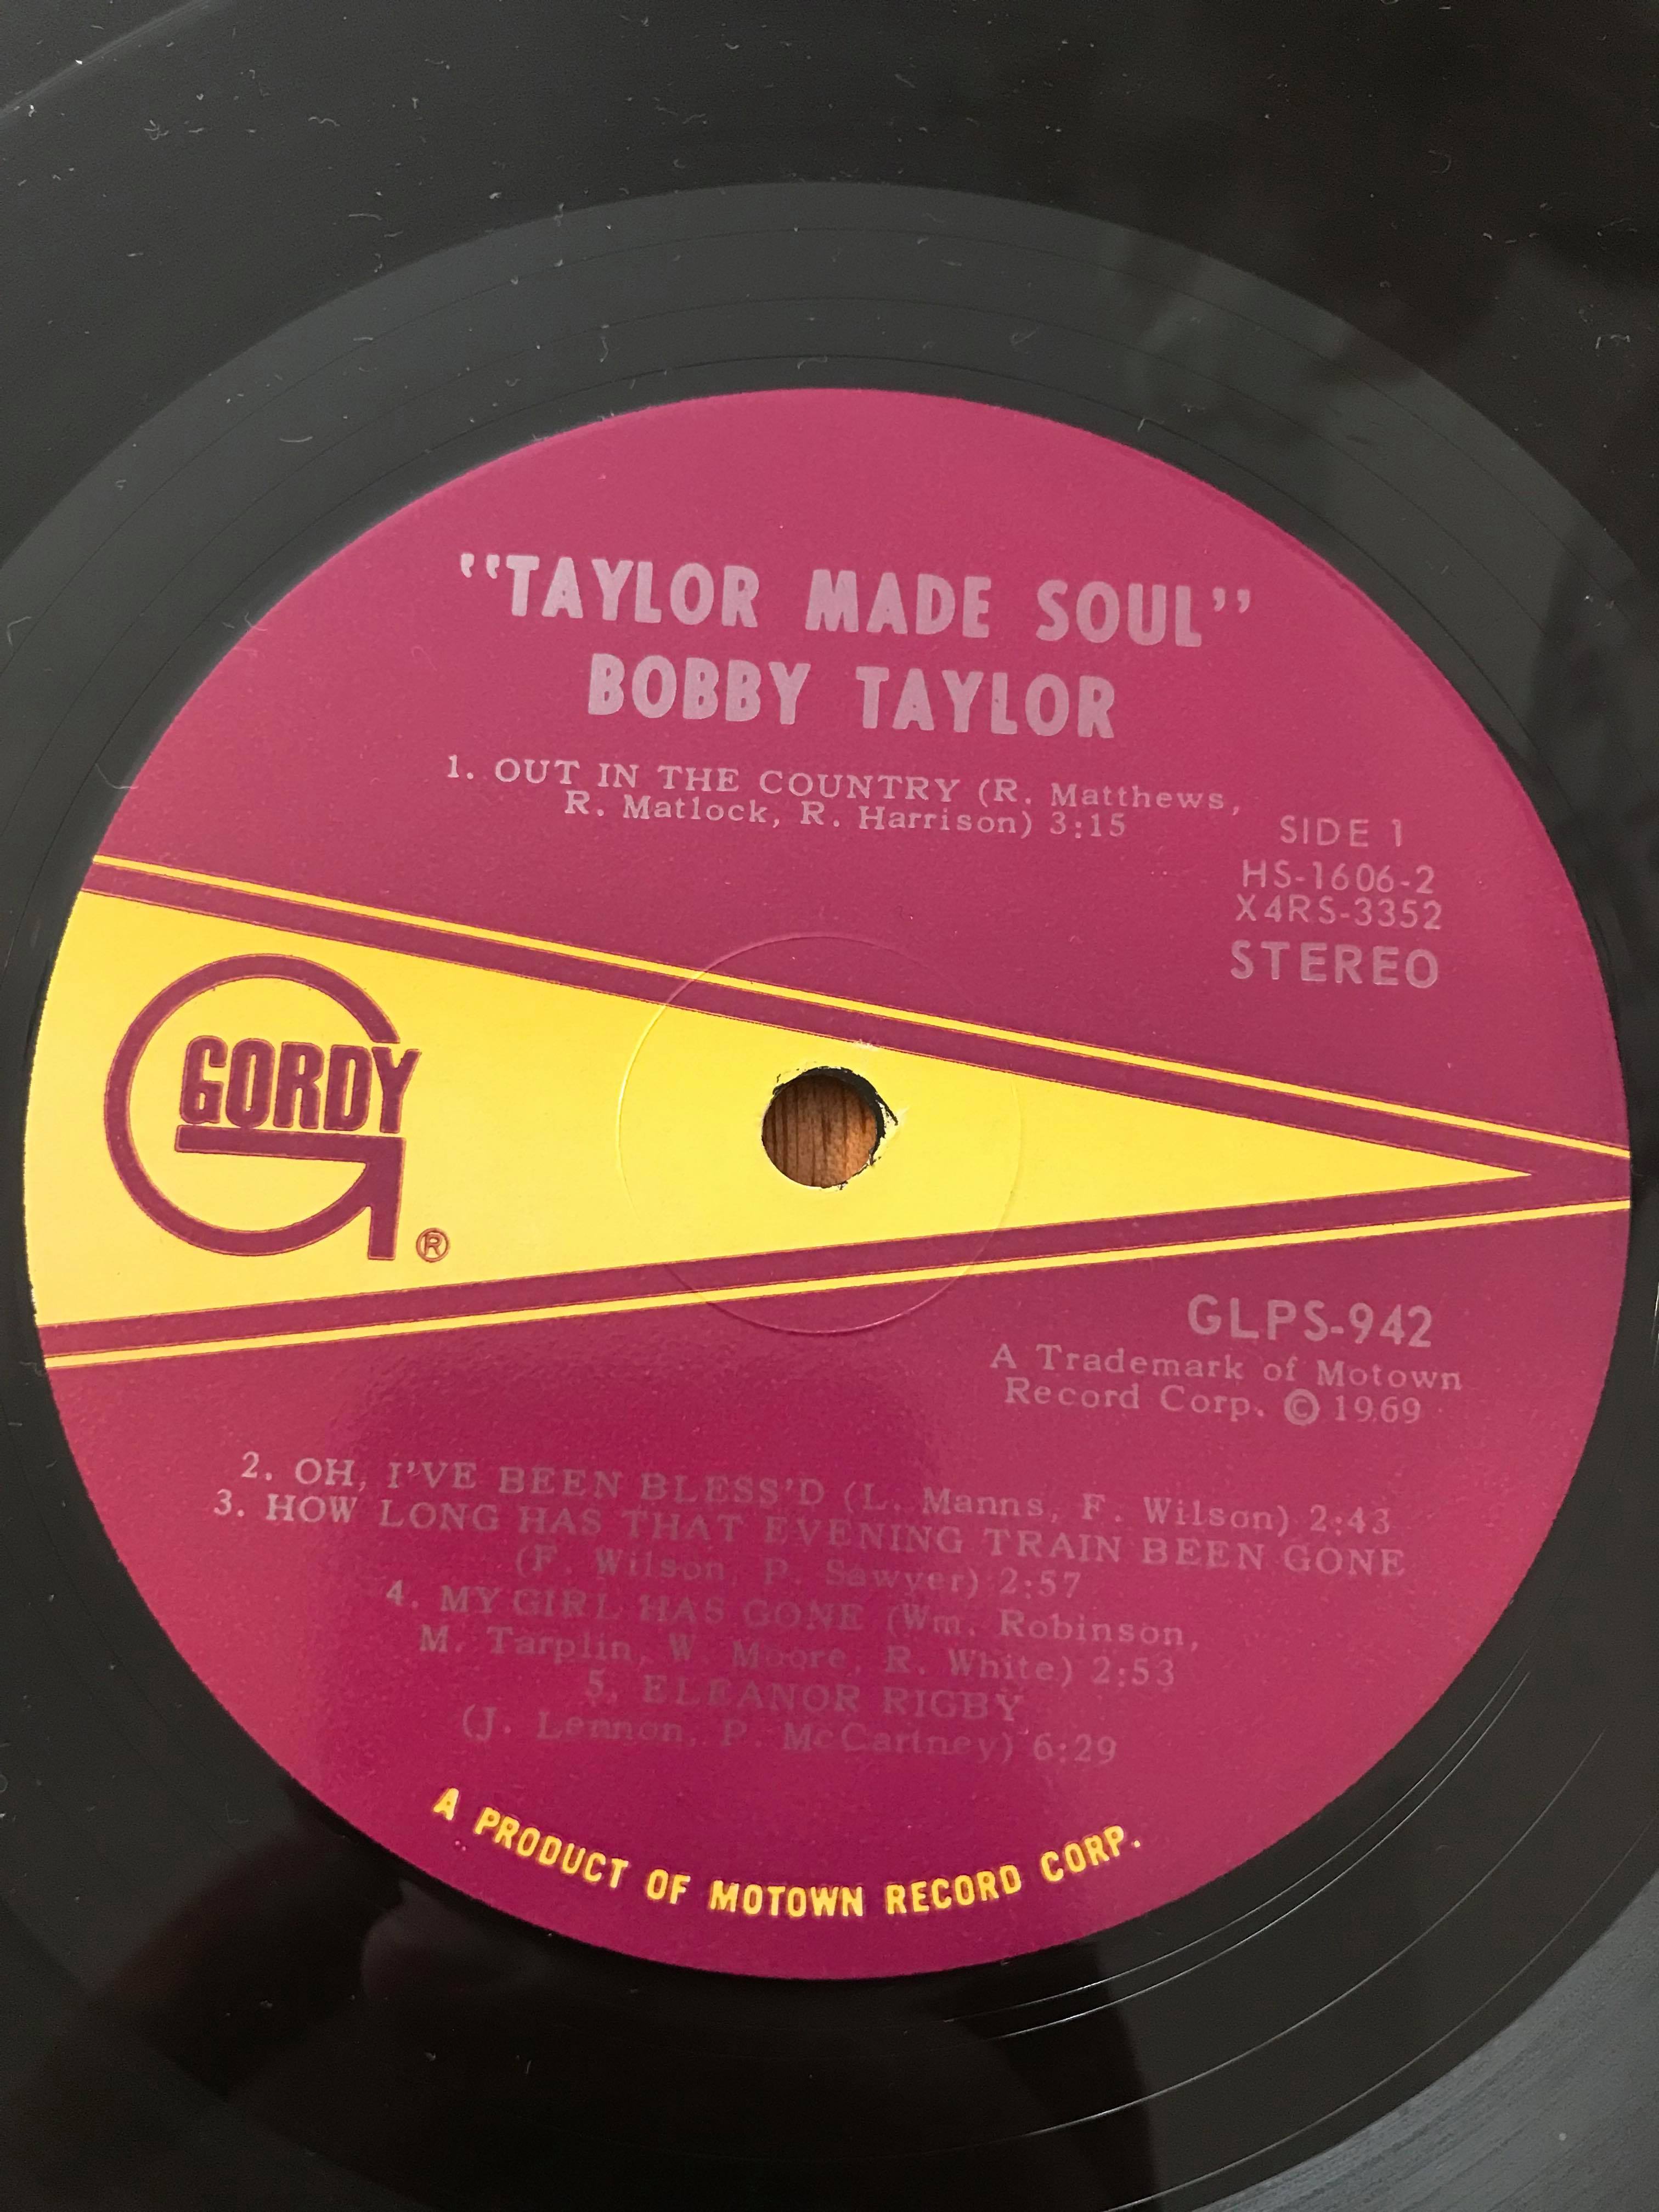 "TAYLOR MADE SOUL"
BOBBY TAYLOR
1. OUT IN THE COUNTRY (R. Matthews,
R. Matlock, R. Harrison) 3:15
SIDE 1
HS-1606-2
X4RS-3352
STEREO
GORDY
®
GLPS-942
A Trademark of Motown
Record Corp. © 1969
2. OH, I'VE BEEN BLESS'D (L. Manns, F. Wilson) 2:43
3. HOW LONG HAS THAT EVENING TRAIN BEEN GONE
(F. Wilson, P. Sawyer) 2:57
4. MY GIRL HAS GONE (Wm. Robinson,
M. Tarplin, W. Moore, R. White) 2:53
5. ELEANOR RIGBY
(J. Lennon, P. McCartney) 6:29
A PRODUCT OF MOTOWN RECORD CORP.